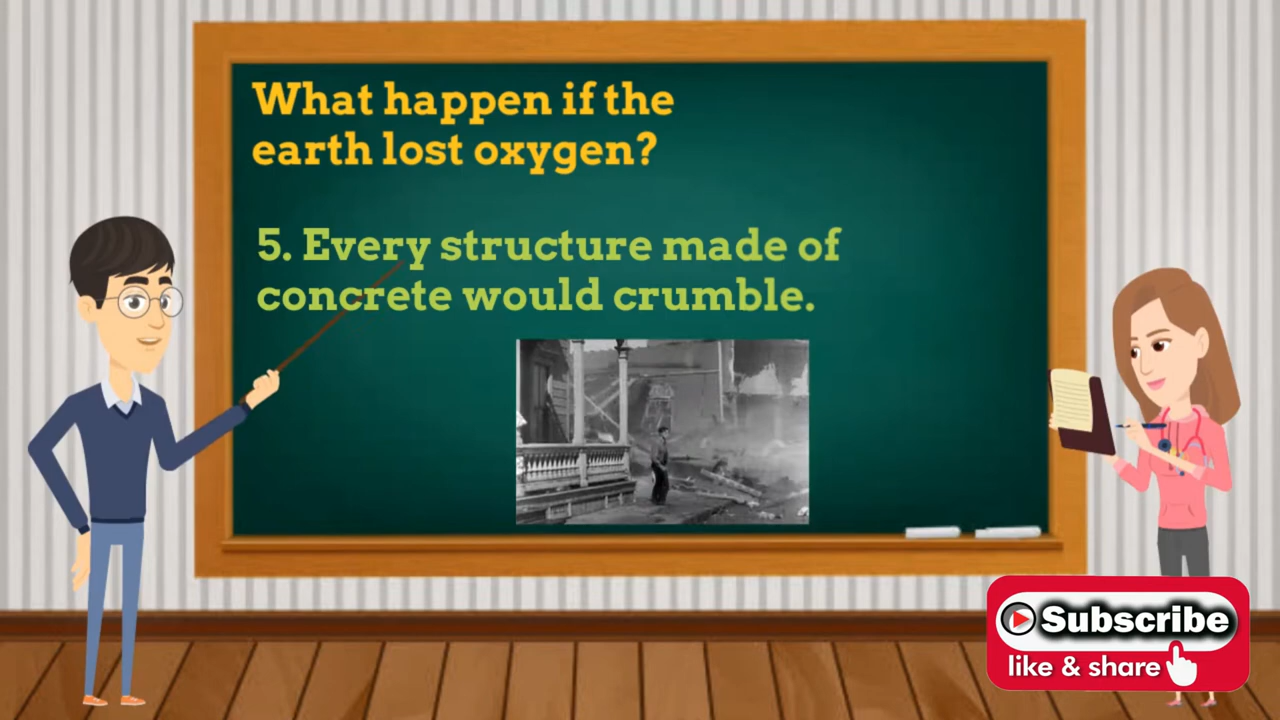 What happen if the
earth lost oxygen?
5. Every structure made of
concrete would crumble.
Subscribe
like & share